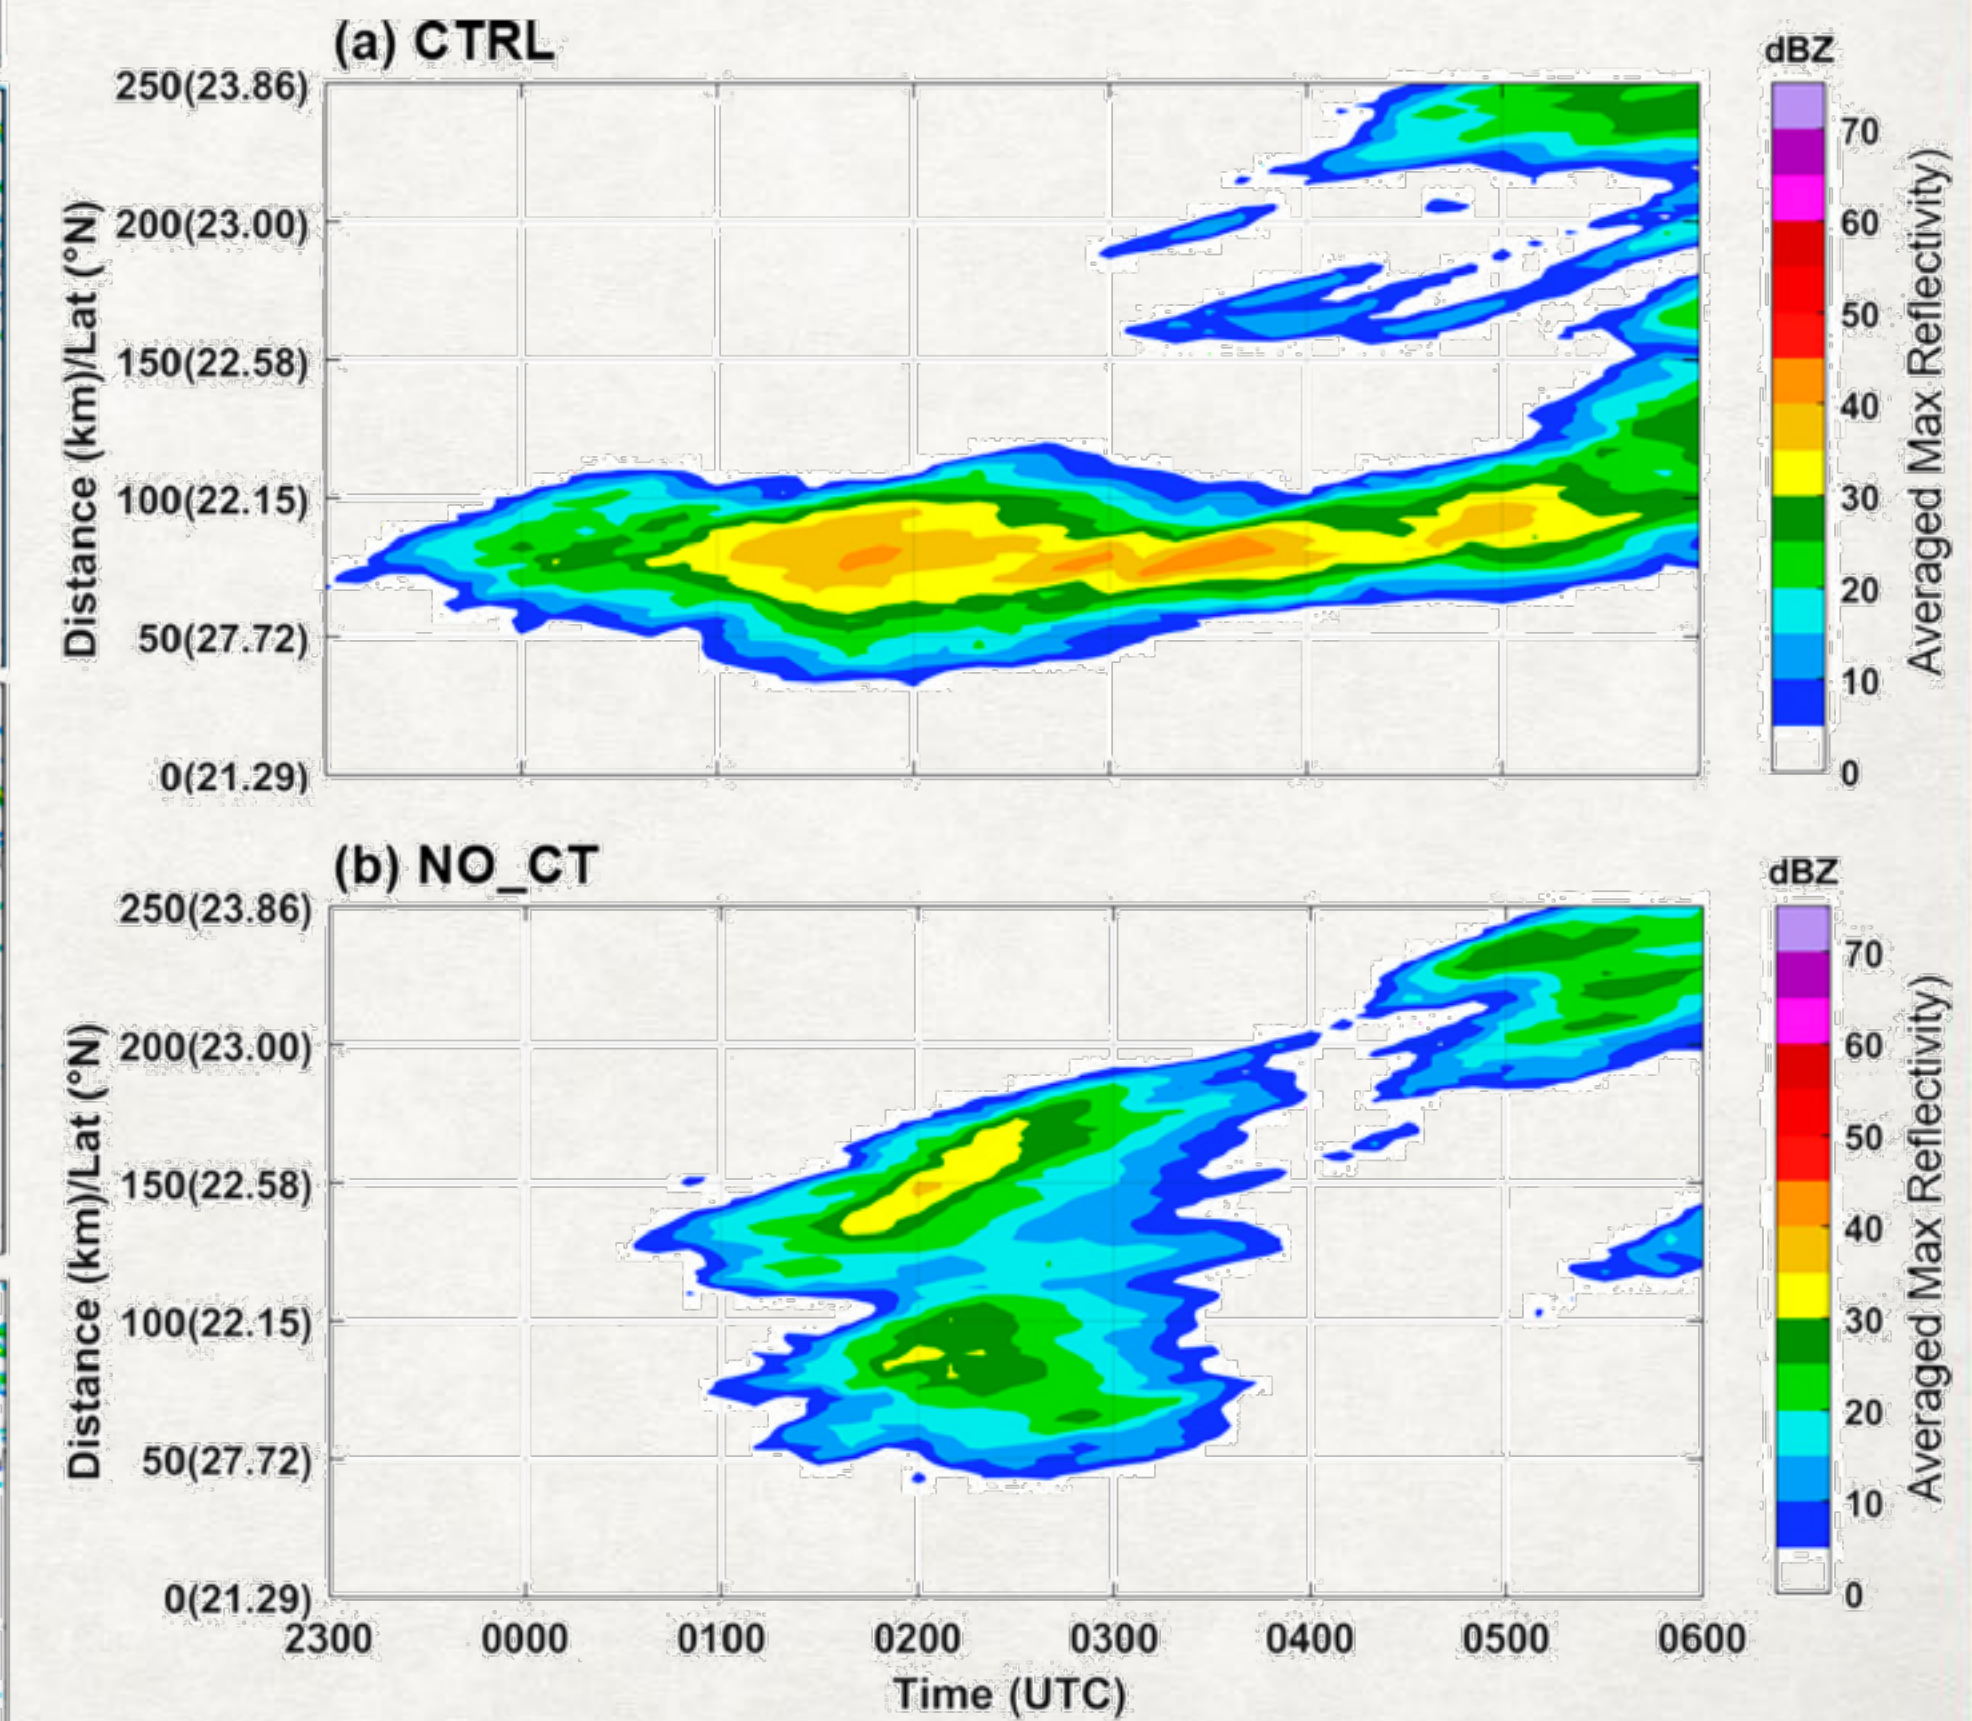 (a) CTRL
dBZ
250(23.86)
200(23.00)
150(22.58)
100(22.15)
50(27.72)
0(21.29)
Distance (km)/Lat (°N)
70
60
50
40
30
20
10
0
Averaged Max Reflectivity)
(b) NO_CT
dBZ
250(23.86)
200(23.00)
150(22.58)
100(22.15)
50(27.72)
0(21.29)
Distance (km)/Lat (°N)
70
60
50
40
30
20
10
0
Averaged Max Reflectivity)
2300 0000 0100 0200 0300 0400 0500 0600
Time (UTC)